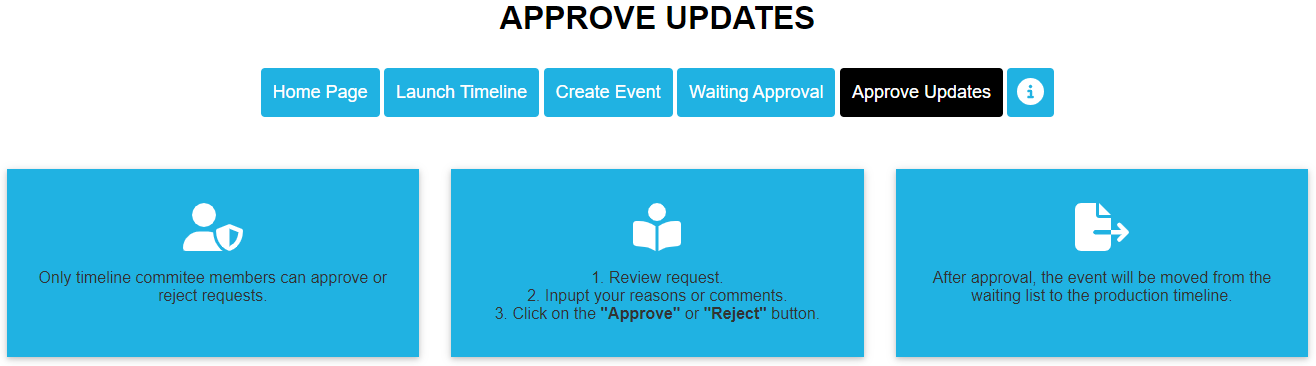 APPROVE UPDATES
Home Page
Launch Timeline
Create Event
Waiting Approval
Approve Updates
Only timeline commitee members can approve or
reject requests.
1. Review request.
2. Inpupt your reasons or comments.
3. Click on the "Approve" or "Reject" button.
After approval, the event will be moved from the
waiting list to the production timeline.